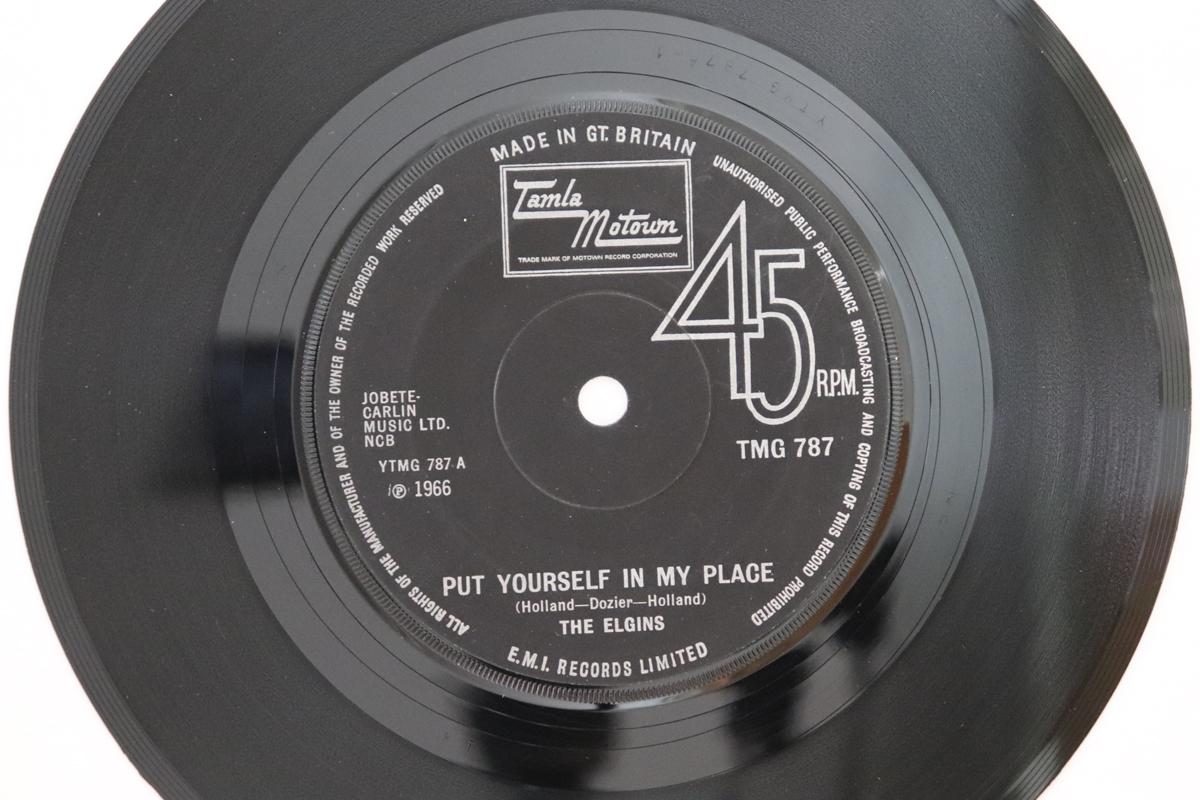 MADE IN GT. BRITAIN
Tamla
Motown
TRADE MARK OF MOTOWN RECORD CORPORATION
45
R.P.M.
TMG 787
JOBETE-
CARLIN
MUSIC LTD.
NCB
YTMG 787 A
℗ 1966
PUT YOURSELF IN MY PLACE
(Holland—Dozier—Holland)
THE ELGINS
E.M.I. RECORDS LIMITED
ALL RIGHTS OF THE MANUFACTURER AND OF THE OWNER OF THE RECORDED WORK RESERVED
UNAUTHORISED PUBLIC PERFORMANCE BROADCASTING AND COPYING OF THIS RECORD PROHIBITED